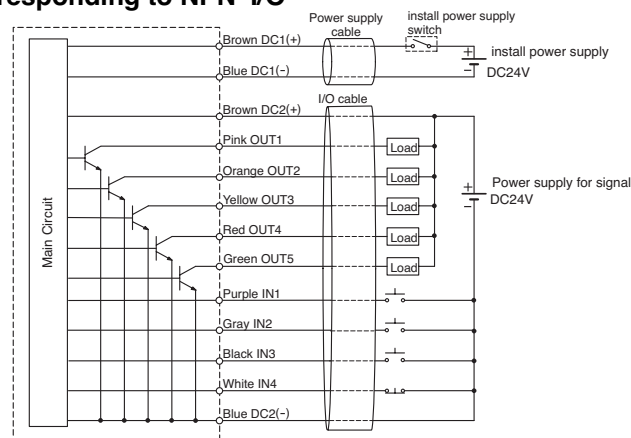 responding to NPN I/O
Power supply
cable
install power supply
switch
Brown DC1(+)
install power supply
Blue DC1(-)
DC24V
I/O cable
Brown DC2(+)
Pink OUT1
Load
Orange OUT2
Load
Power supply for signal
DC24V
Yellow OUT3
Load
Red OUT4
Load
Green OUT5
Load
Main Circuit
Purple IN1
Gray IN2
Black IN3
White IN4
Blue DC2(-)